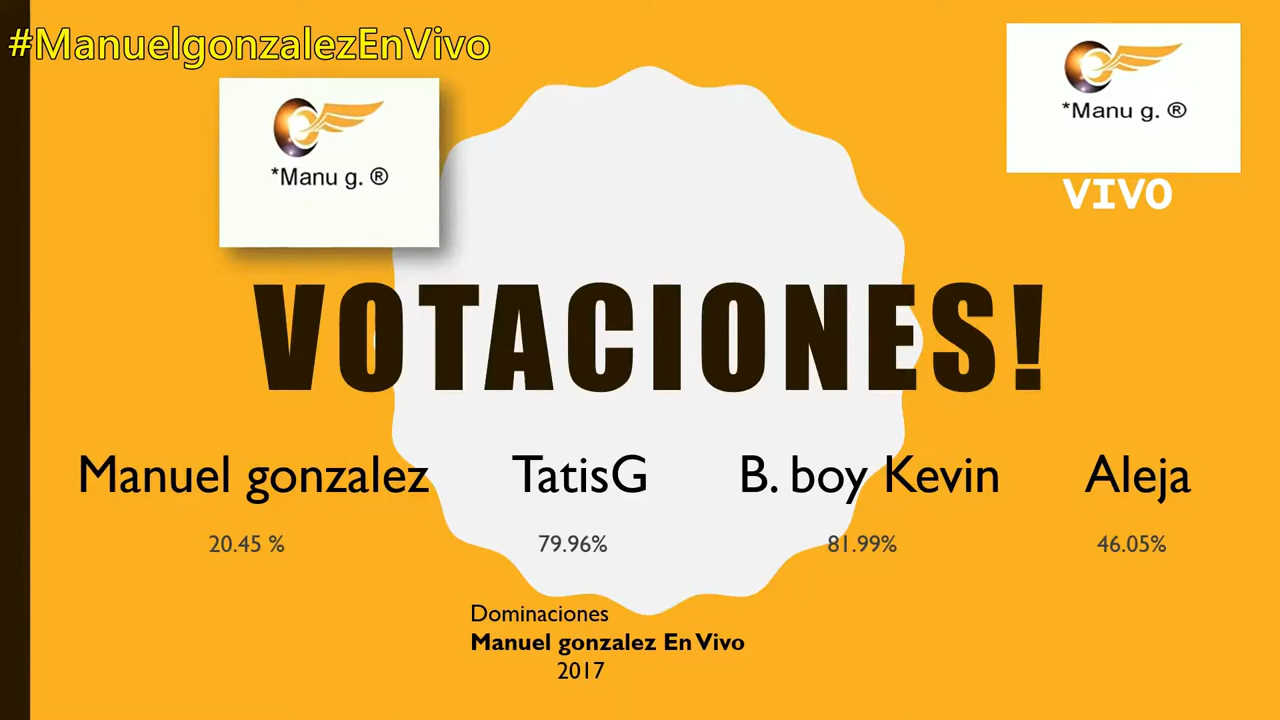 #ManuelgonzalezEnVivo
*Manu g. ®
*Manu g. ®
VIVO
VOTACIONES!
Manuel gonzalez TatisG B. boy Kevin Aleja
20.45 % 79.96% 81.99% 46.05%
Dominaciones
Manuel gonzalez En Vivo
2017